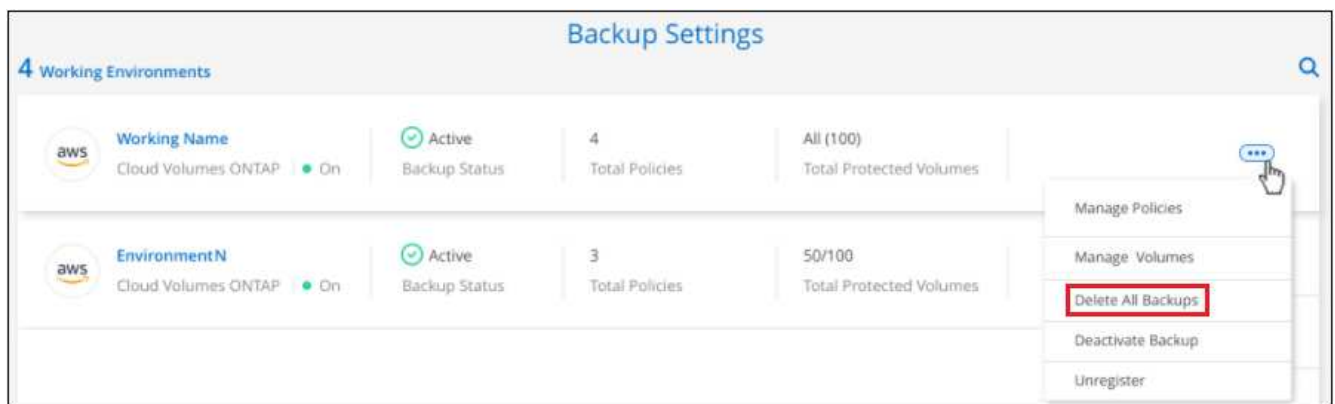 Backup Settings
4 Working Environments
aws
Working Name
Cloud Volumes ONTAP
On
Active
Backup Status
4
Total Policies
All (100)
Total Protected Volumes
Manage Policies
Manage Volumes
Delete All Backups
Deactivate Backup
Unregister
aws
EnvironmentN
Cloud Volumes ONTAP
On
Active
Backup Status
3
Total Policies
50/100
Total Protected Volumes